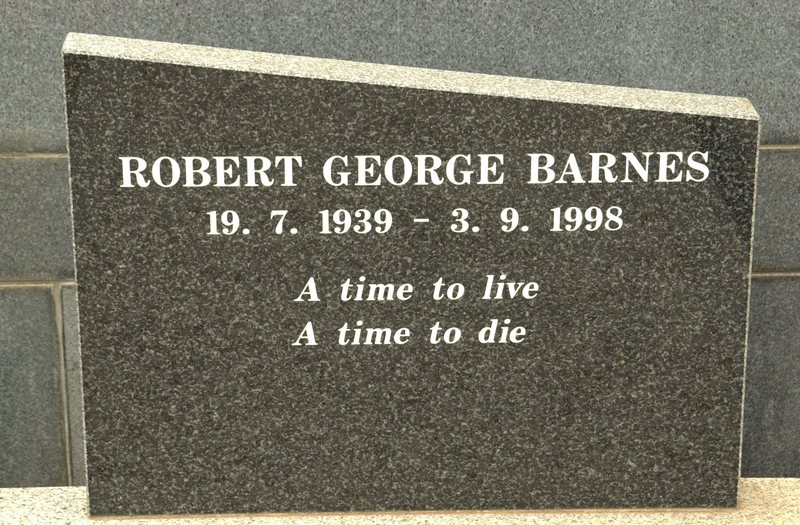 ROBERT GEORGE BARNES
19. 7. 1939 - 3. 9. 1998
A time to live
A time to die